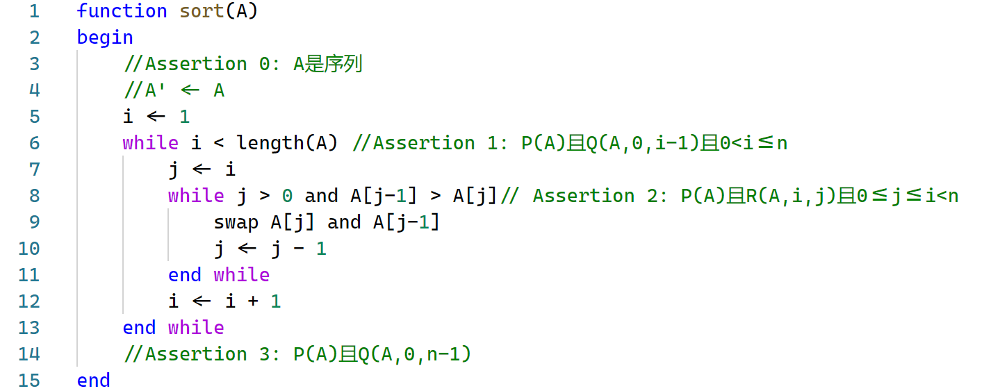 1 function sort(A)
2 begin
3 //Assertion 0: A是序列
4 //A' ← A
5 i ← 1
6 while i < length(A) //Assertion 1: P(A)且Q(A,0,i-1)且0<i≤n
7 j ← i
8 while j > 0 and A[j-1] > A[j]// Assertion 2: P(A)且R(A,i,j)且0≤j≤i<n
9 swap A[j] and A[j-1]
10 j ← j - 1
11 end while
12 i ← i + 1
13 end while
14 //Assertion 3: P(A)且Q(A,0,n-1)
15 end